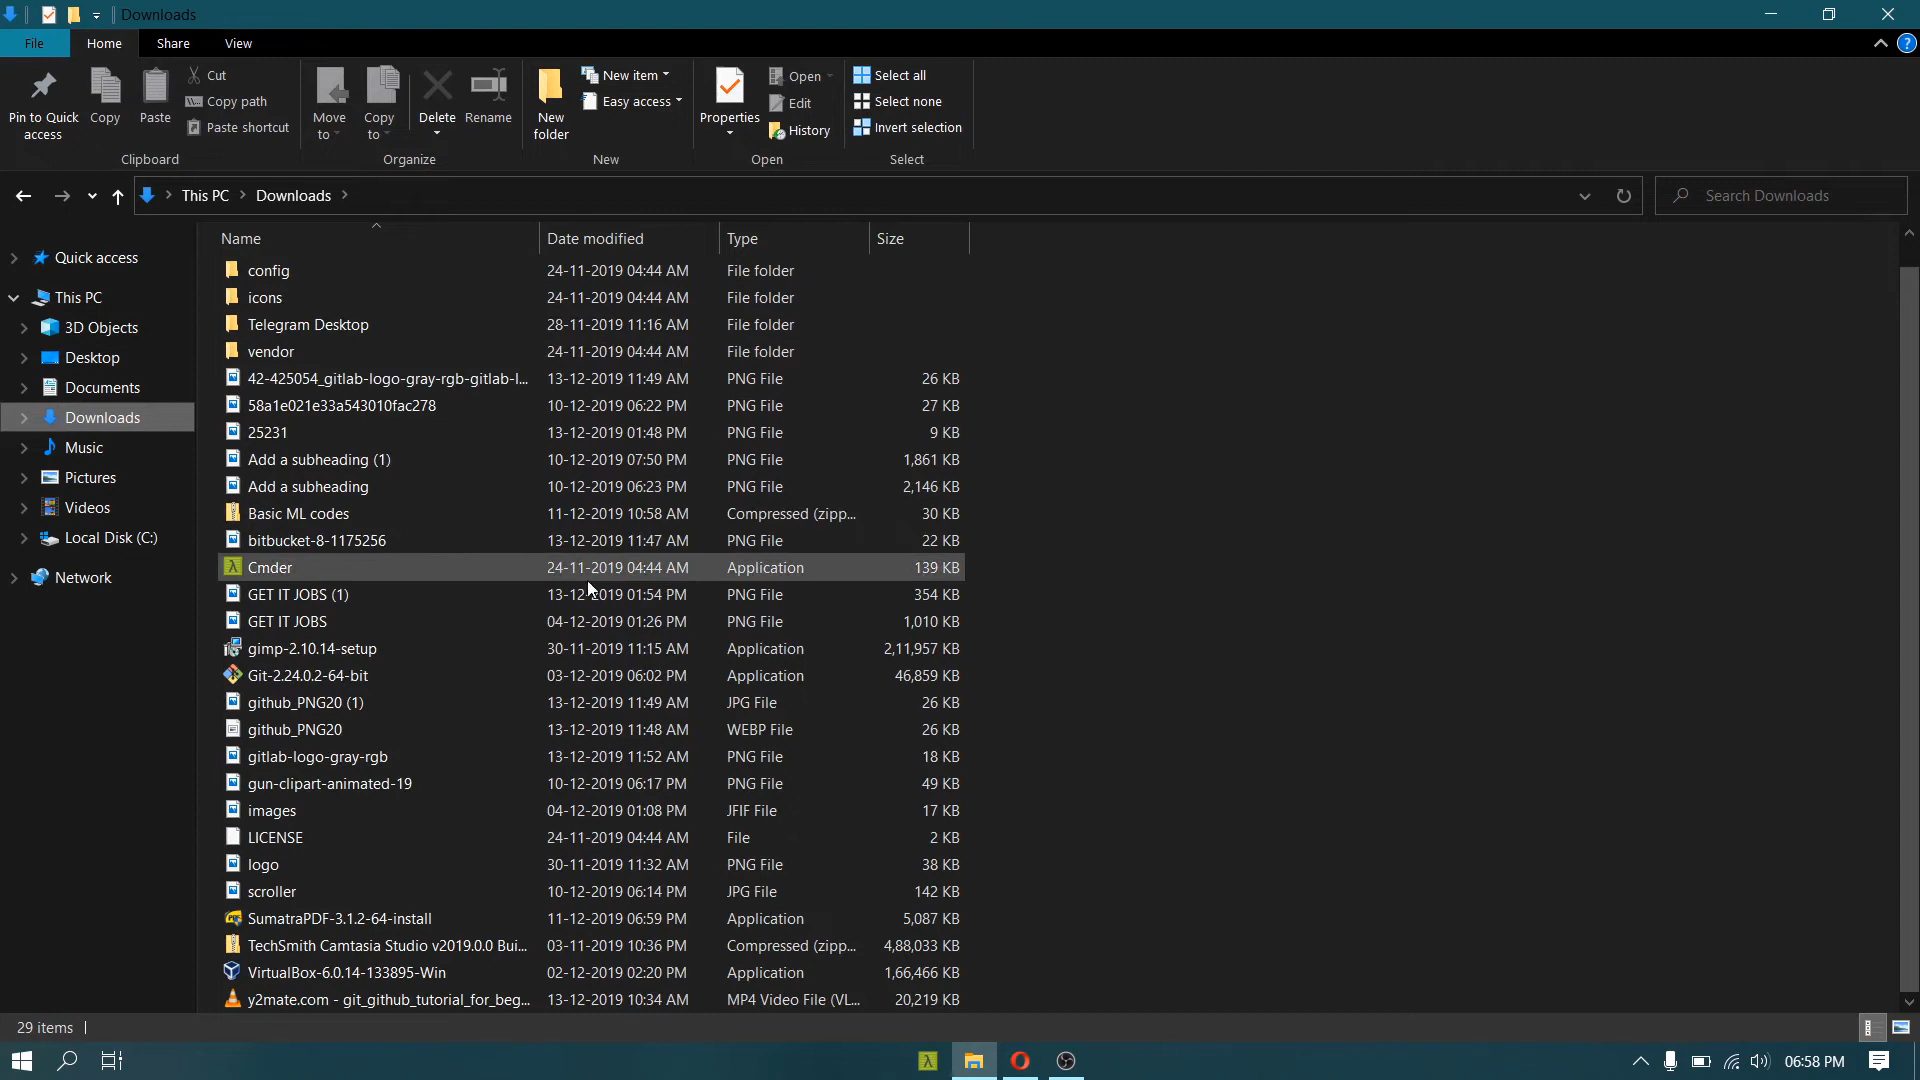 Downloads
File Home Share View
Pin to Quick access
Copy
Paste
Cut
Copy path
Paste shortcut
Clipboard
Move to
Copy to
Delete
Rename
Organize
New folder
New item
Easy access
New
Properties
Open
Edit
History
Open
Select all
Select none
Invert selection
Select
This PC Downloads
Search Downloads
Quick access
This PC
3D Objects
Desktop
Documents
Downloads
Music
Pictures
Videos
Local Disk (C:)
Network
Name Date modified Type Size
config 24-11-2019 04:44 AM File folder
icons 24-11-2019 04:44 AM File folder
Telegram Desktop 28-11-2019 11:16 AM File folder
vendor 24-11-2019 04:44 AM File folder
42-425054_gitlab-logo-gray-rgb-gitlab-l... 13-12-2019 11:49 AM PNG File 26 KB
58a1e021e33a543010fac278 10-12-2019 06:22 PM PNG File 27 KB
25231 13-12-2019 01:48 PM PNG File 9 KB
Add a subheading (1) 10-12-2019 07:50 PM PNG File 1,861 KB
Add a subheading 10-12-2019 06:23 PM PNG File 2,146 KB
Basic ML codes 11-12-2019 10:58 AM Compressed (zipp... 30 KB
bitbucket-8-1175256 13-12-2019 11:47 AM PNG File 22 KB
Cmder 24-11-2019 04:44 AM Application 139 KB
GET IT JOBS (1) 13-12-2019 01:54 PM PNG File 354 KB
GET IT JOBS 04-12-2019 01:26 PM PNG File 1,010 KB
gimp-2.10.14-setup 30-11-2019 11:15 AM Application 2,11,957 KB
Git-2.24.0.2-64-bit 03-12-2019 06:02 PM Application 46,859 KB
github_PNG20 (1) 13-12-2019 11:49 AM JPG File 26 KB
github_PNG20 13-12-2019 11:48 AM WEBP File 26 KB
gitlab-logo-gray-rgb 13-12-2019 11:52 AM PNG File 18 KB
gun-clipart-animated-19 10-12-2019 06:17 PM PNG File 49 KB
images 04-12-2019 01:08 PM JFIF File 17 KB
LICENSE 24-11-2019 04:44 AM File 2 KB
logo 30-11-2019 11:32 AM PNG File 38 KB
scroller 10-12-2019 06:14 PM JPG File 142 KB
SumatraPDF-3.1.2-64-install 11-12-2019 06:59 PM Application 5,087 KB
TechSmith Camtasia Studio v2019.0.0 Bui... 03-11-2019 10:36 PM Compressed (zipp... 4,88,033 KB
VirtualBox-6.0.14-133895-Win 02-12-2019 02:20 PM Application 1,66,466 KB
y2mate.com - git_github_tutorial_for_beg... 13-12-2019 10:34 AM MP4 Video File (VL... 20,219 KB
29 items
06:58 PM